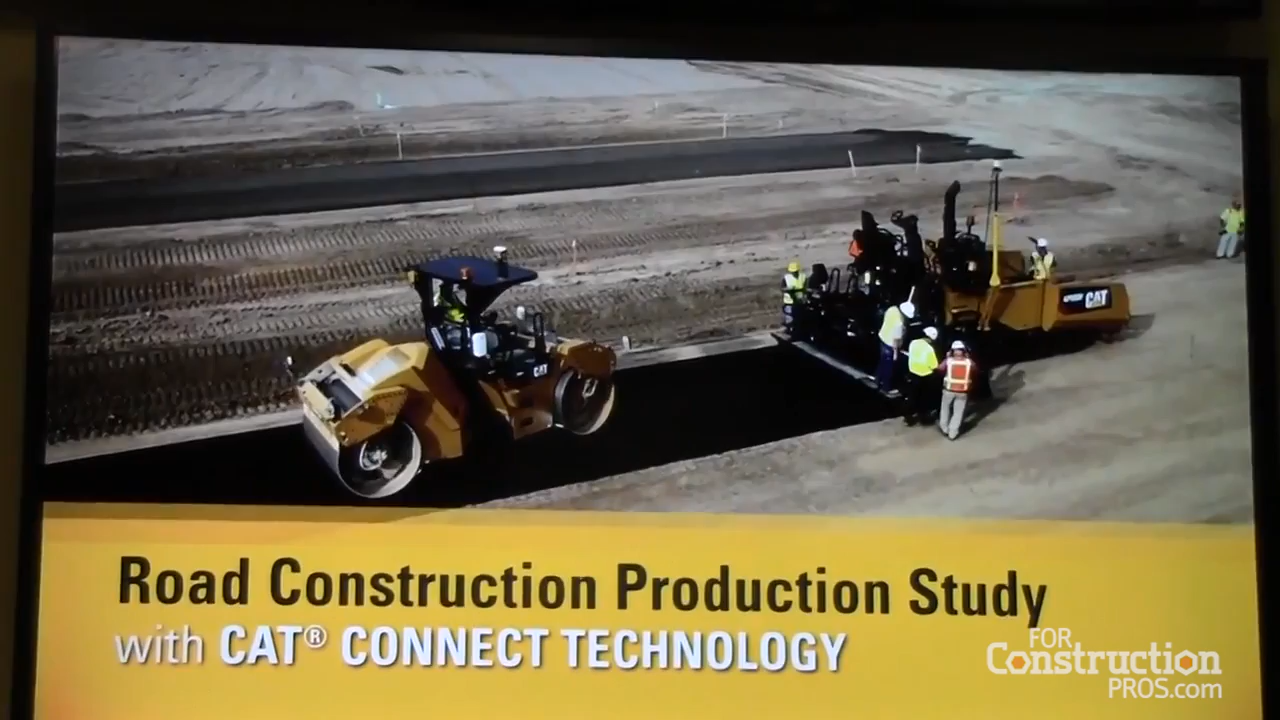 CAT
CAT
Road Construction Production Study
with CAT® CONNECT TECHNOLOGY
FOR
Construction
PROS.com